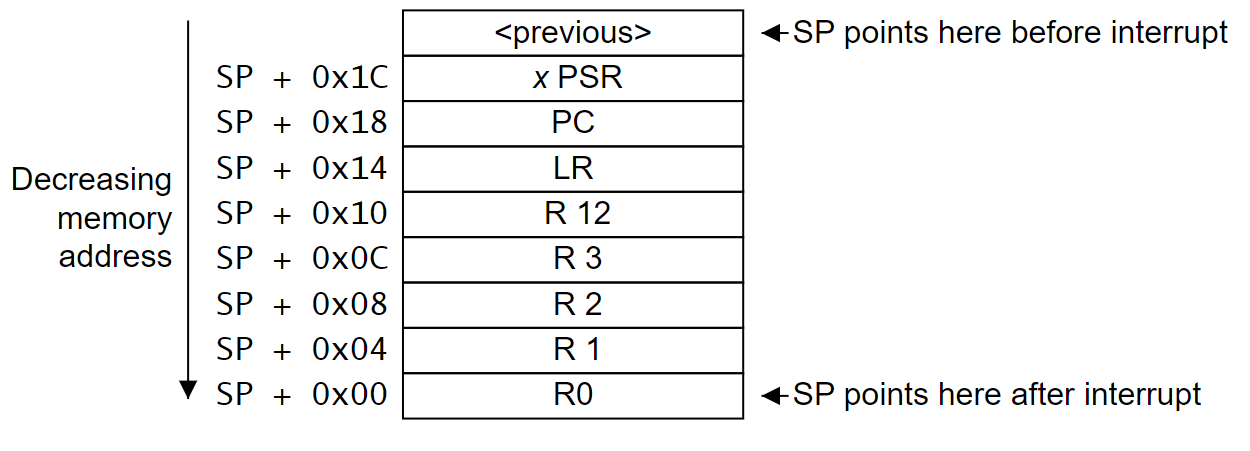 <previous>
SP points here before interrupt
SP + 0x1C
x PSR
SP + 0x18
PC
SP + 0x14
LR
SP + 0x10
R 12
SP + 0x0C
R 3
SP + 0x08
R 2
SP + 0x04
R 1
SP + 0x00
R0
SP points here after interrupt
Decreasing
memory
address